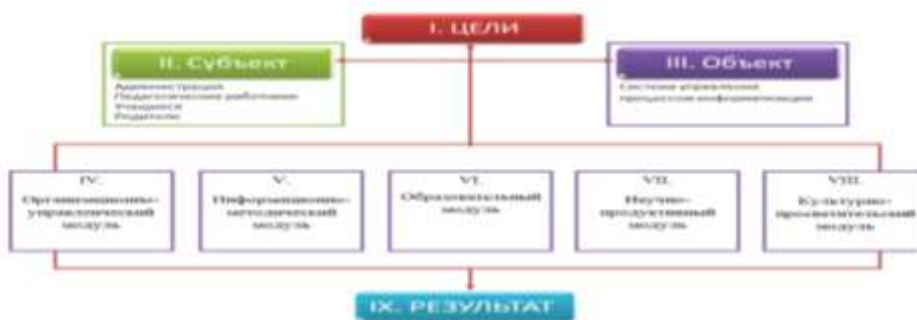 I. ЦЕЛИ
II. Субъект
Администрация
Педагогические работники
Учащиеся
Родители
III. Объект
Система управления
процессом информатизации
IV.
Организационно-
управленческий
модуль
V.
Информационно-
методический
модуль
VI.
Образовательный
модуль
VII.
Научно-
продуктивный
модуль
VIII.
Культурно-
просветительский
модуль
IX. РЕЗУЛЬТАТ